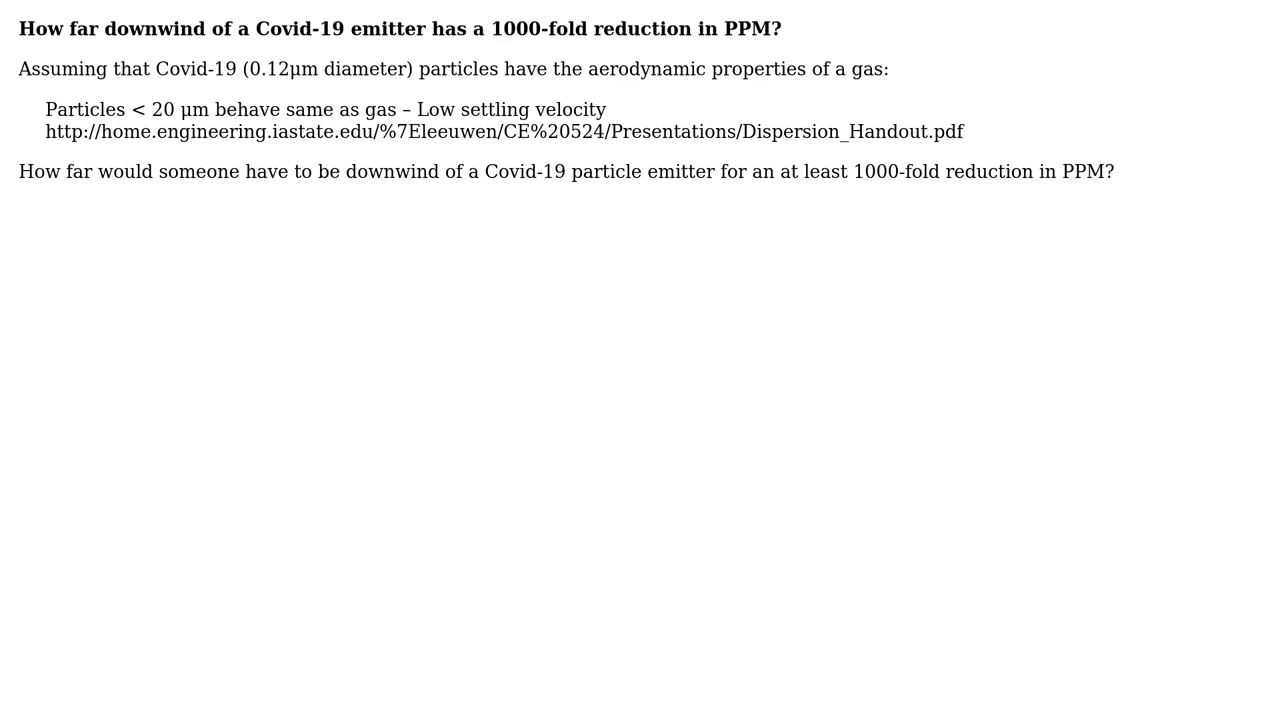 How far downwind of a Covid-19 emitter has a 1000-fold reduction in PPM?
Assuming that Covid-19 (0.12μm diameter) particles have the aerodynamic properties of a gas:
Particles < 20 μm behave same as gas – Low settling velocity
http://home.engineering.iastate.edu/%7Eleeuwen/CE%20524/Presentations/Dispersion_Handout.pdf
How far would someone have to be downwind of a Covid-19 particle emitter for an at least 1000-fold reduction in PPM?